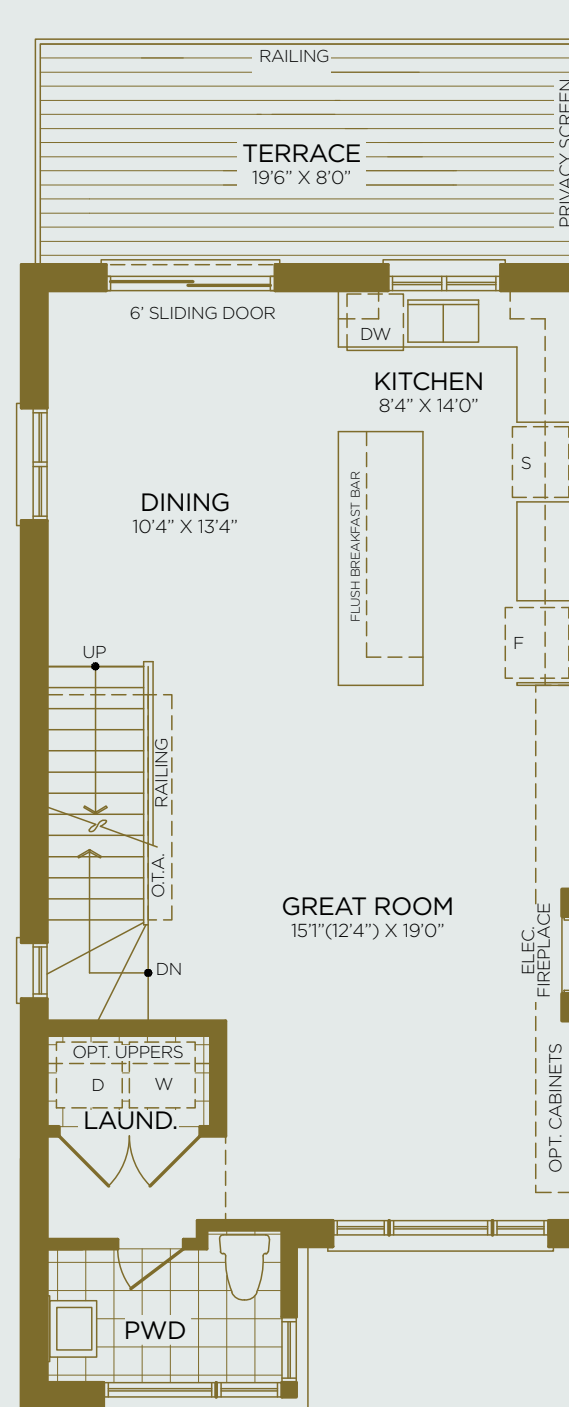 RAILING
PRIVACY SCREEN
TERRACE
19'6" X 8'0"
6' SLIDING DOOR
DW
KITCHEN
8'4" X 14'0"
S
DINING
10'4" X 13'4"
FLUSH BREAKFAST BAR
F
UP
RAILING
O.T.A.
GREAT ROOM
15'1"(12'4") X 19'0"
ELEC.
FIREPLACE
DN
OPT. UPPERS
D
W
LAUND.
OPT. CABINETS
PWD